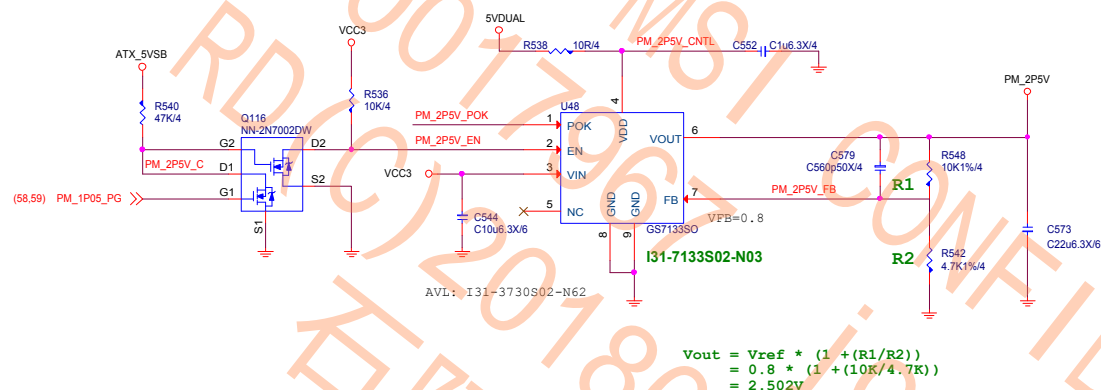 5VDUAL
ATX_5VSB
VCC3
R538
10R/4
PM_2P5V_CNTL
C552
C1u6.3X/4
PM_2P5V
R540
47K/4
R536
10K/4
Q116
NN-2N7002DW
U48
4
VDD
PM_2P5V_POK
1
POK
PM_2P5V_EN
2
EN
VOUT
6
G2
D2
PM_2P5V_C
D1
VCC3
3
VIN
C579
C560p50X/4
R1
R548
10K1%/4
S2
(58,59)
PM_1P05_PG
G1
S1
5
NC
GND
GND
FB
7
PM_2P5V_FB
VFB=0.8
C544
C10u6.3X/6
8
9
GS7133SO
I31-7133S02-N03
R2
R542
4.7K1%/4
C573
C22u6.3X/6
AVL: I31-3730S02-N62
Vout = Vref * (1 +(R1/R2))
= 0.8 * (1 +(10K/4.7K))
= 2.502V
MSI CONFI